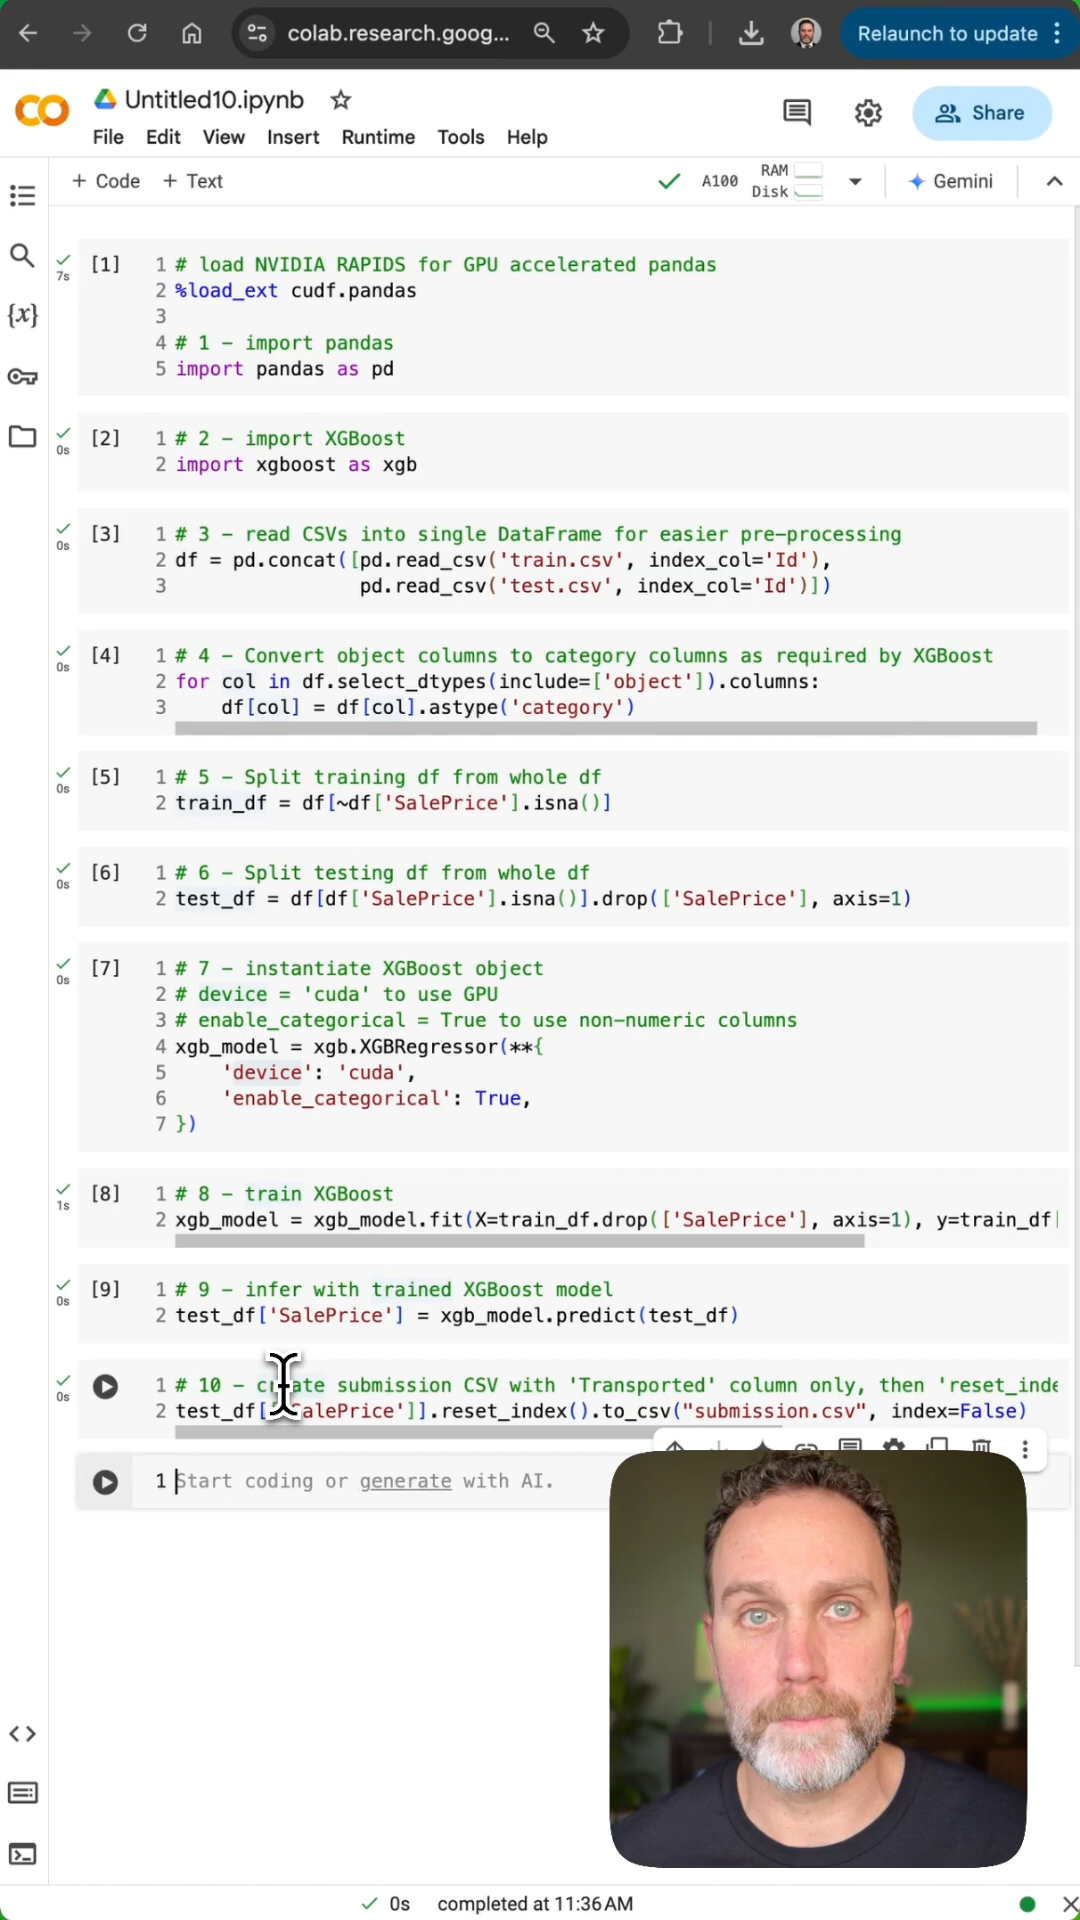 colab.research.goog...
Relaunch to update
CO
Untitled10.ipynb
Share
File Edit View Insert Runtime Tools Help
+ Code + Text
A100
RAM
Disk
Gemini
{x}
7s
[1]
1 # load NVIDIA RAPIDS for GPU accelerated pandas
2 %load_ext cudf.pandas
3
4 # 1 - import pandas
5 import pandas as pd
0s
[2]
1 # 2 - import XGBoost
2 import xgboost as xgb
0s
[3]
1 # 3 - read CSVs into single DataFrame for easier pre-processing
2 df = pd.concat([pd.read_csv('train.csv', index_col='Id'),
3 pd.read_csv('test.csv', index_col='Id')])
0s
[4]
1 # 4 - Convert object columns to category columns as required by XGBoost
2 for col in df.select_dtypes(include=['object']).columns:
3 df[col] = df[col].astype('category')
0s
[5]
1 # 5 - Split training df from whole df
2 train_df = df[~df['SalePrice'].isna()]
0s
[6]
1 # 6 - Split testing df from whole df
2 test_df = df[df['SalePrice'].isna()].drop(['SalePrice'], axis=1)
0s
[7]
1 # 7 - instantiate XGBoost object
2 # device = 'cuda' to use GPU
3 # enable_categorical = True to use non-numeric columns
4 xgb_model = xgb.XGBRegressor(**{
5 'device': 'cuda',
6 'enable_categorical': True,
7 })
1s
[8]
1 # 8 - train XGBoost
2 xgb_model = xgb_model.fit(X=train_df.drop(['SalePrice'], axis=1), y=train_df[
0s
[9]
1 # 9 - infer with trained XGBoost model
2 test_df['SalePrice'] = xgb_model.predict(test_df)
0s
1 # 10 - create submission CSV with 'Transported' column only, then 'reset_inde
2 test_df[['SalePrice']].reset_index().to_csv("submission.csv", index=False)
1 Start coding or generate with AI.
0s completed at 11:36 AM